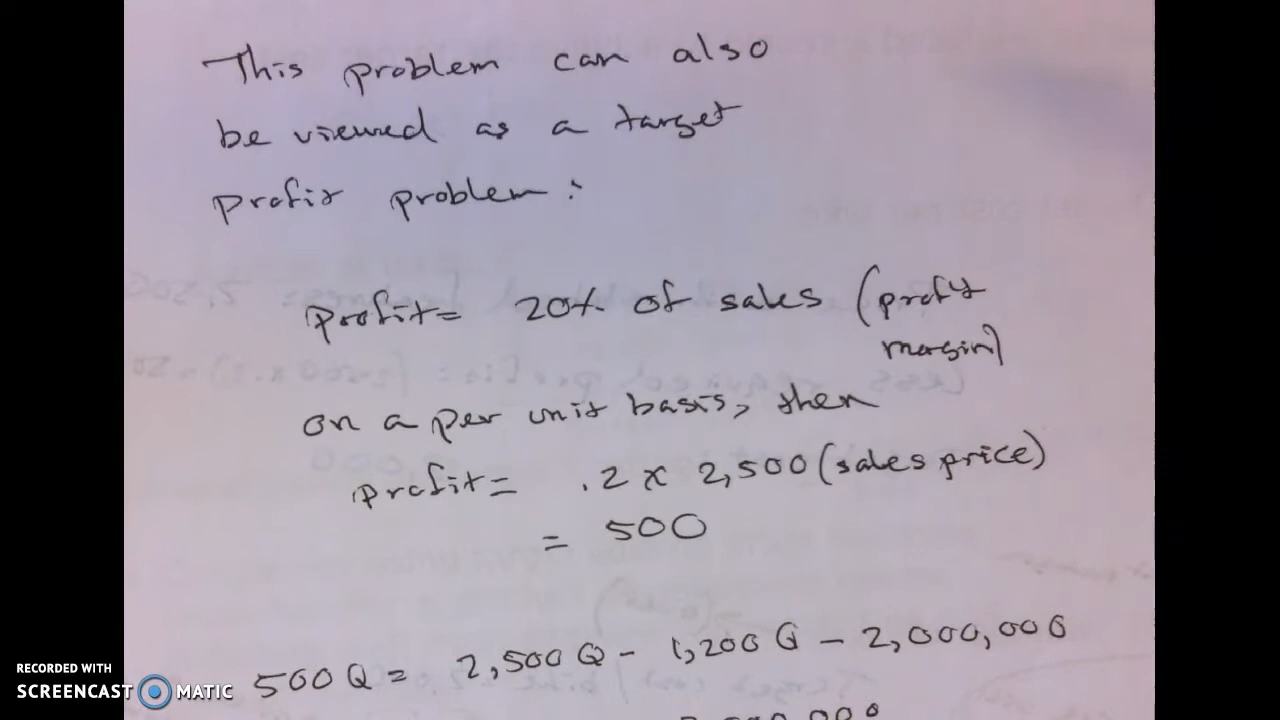 This problem can also
be viewed as a target
profit problem:
Profit = 20% of sales (profit
margin)
on a per unit basis, then
profit = .2 x 2,500 (sales price)
= 500
500 Q = 2,500 Q - 1,200 Q - 2,000,000
RECORDED WITH
SCREENCAST MATIC